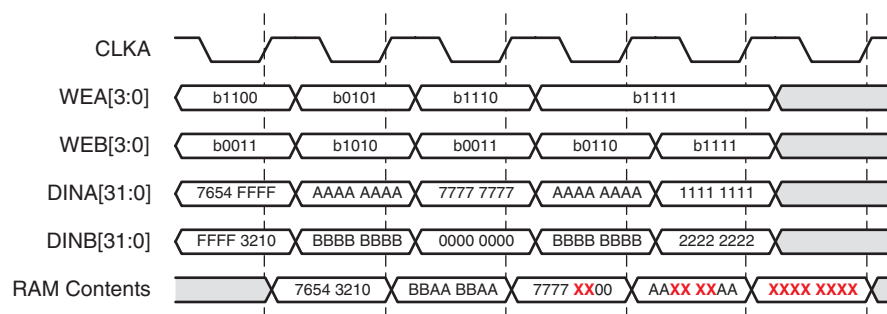 CLKA
WEA[3:0] b1100 b0101 b1110 b1111
WEB[3:0] b0011 b1010 b0011 b0110 b1111
DINA[31:0] 7654 FFFF AAAA AAAA 7777 7777 AAAA AAAA 1111 1111
DINB[31:0] FFFF 3210 BBBB BBBB 0000 0000 BBBB BBBB 2222 2222
RAM Contents 7654 3210 BBAA BBAA 7777 XX00 AAXX XXAA XXXX XXXX